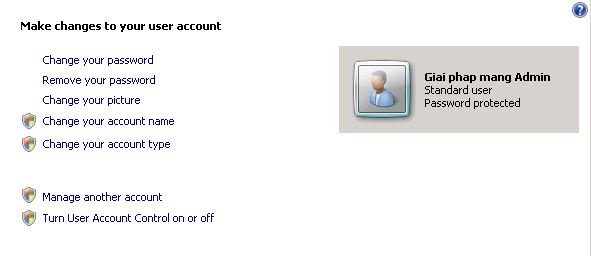 Make changes to your user account
Change your password
Remove your password
Change your picture
Change your account name
Change your account type
Manage another account
Turn User Account Control on or off
Giai phap mang Admin
Standard user
Password protected
?